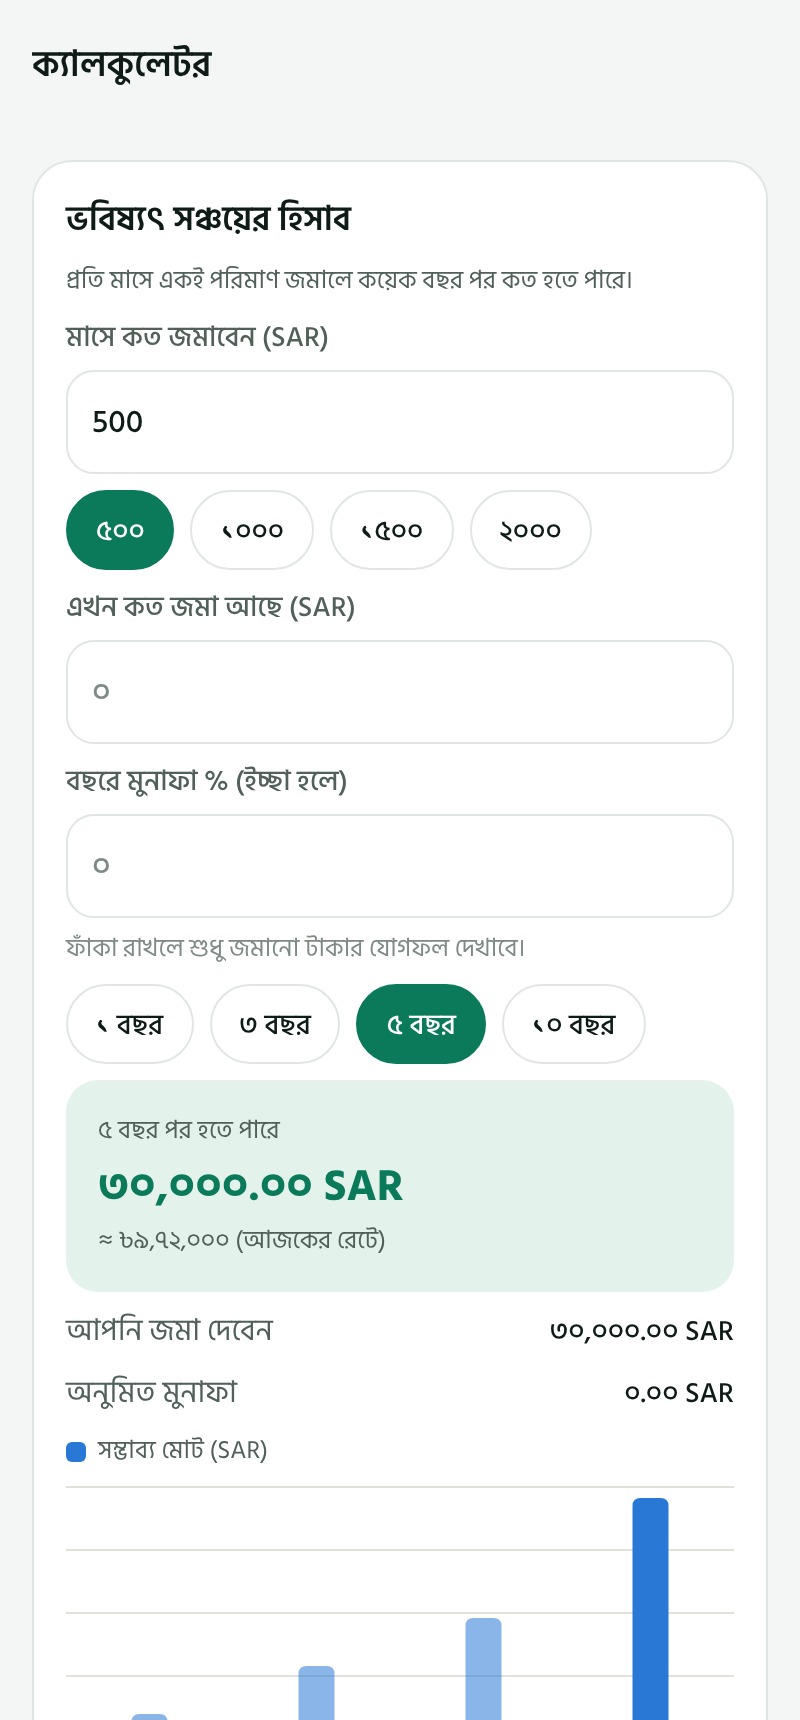 ক্যালকুলেটর
ভবিষ্যৎ সঞ্চয়ের হিসাব
প্রতি মাসে একই পরিমাণ জমালে কয়েক বছর পর কত হতে পারে।
মাসে কত জমাবেন (SAR)
500
৫০০ ১০০০ ১৫০০ ২০০০
এখন কত জমা আছে (SAR)
০
বছরে মুনাফা % (ইচ্ছা হলে)
০
ফাঁকা রাখলে শুধু জমানো টাকার যোগফল দেখাবে।
১ বছর ৩ বছর ৫ বছর ১০ বছর
৫ বছর পর হতে পারে
৩০,০০০.০০ SAR
≈ ৳৯,৭২,০০০ (আজকের রেটে)
আপনি জমা দেবেন ৩০,০০০.০০ SAR
অনুমিত মুনাফা ০.০০ SAR
সম্ভাব্য মোট (SAR)